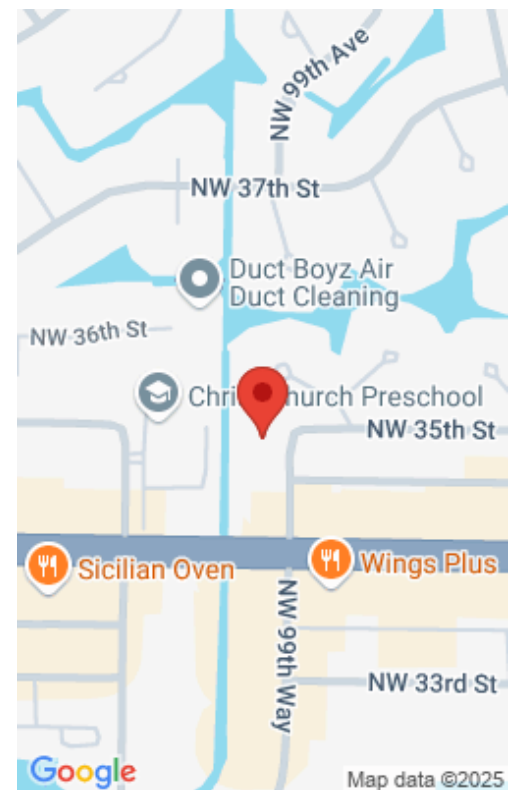 NW 99th Ave
NW 37th St
Duct Boyz Air
Duct Cleaning
NW 36th St
Church Preschool
NW 35th St
Sicilian Oven
Wings Plus
NW 99th Way
NW 33rd St
Google
Map data ©2025